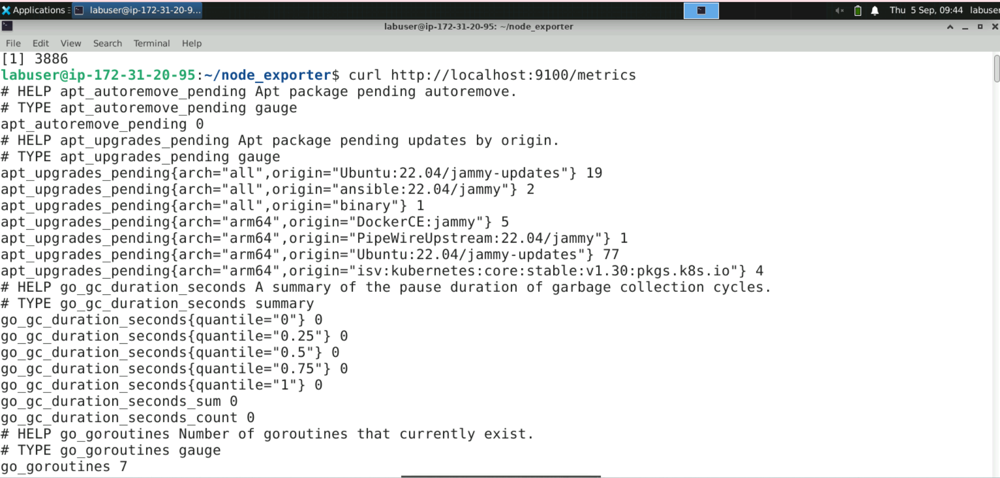 Applications labuser@ip-172-31-20-9... Thu 5 Sep, 09:44 labuser
labuser@ip-172-31-20-95: ~/node_exporter
File Edit View Search Terminal Help
[1] 3886
labuser@ip-172-31-20-95:~/node_exporter$ curl http://localhost:9100/metrics
# HELP apt_autoremove_pending Apt package pending autoremove.
# TYPE apt_autoremove_pending gauge
apt_autoremove_pending 0
# HELP apt_upgrades_pending Apt package pending updates by origin.
# TYPE apt_upgrades_pending gauge
apt_upgrades_pending{arch="all",origin="Ubuntu:22.04/jammy-updates"} 19
apt_upgrades_pending{arch="all",origin="ansible:22.04/jammy"} 2
apt_upgrades_pending{arch="all",origin="binary"} 1
apt_upgrades_pending{arch="arm64",origin="DockerCE:jammy"} 5
apt_upgrades_pending{arch="arm64",origin="PipeWireUpstream:22.04/jammy"} 1
apt_upgrades_pending{arch="arm64",origin="Ubuntu:22.04/jammy-updates"} 77
apt_upgrades_pending{arch="arm64",origin="isv:kubernetes:core:stable:v1.30:pkgs.k8s.io"} 4
# HELP go_gc_duration_seconds A summary of the pause duration of garbage collection cycles.
# TYPE go_gc_duration_seconds summary
go_gc_duration_seconds{quantile="0"} 0
go_gc_duration_seconds{quantile="0.25"} 0
go_gc_duration_seconds{quantile="0.5"} 0
go_gc_duration_seconds{quantile="0.75"} 0
go_gc_duration_seconds{quantile="1"} 0
go_gc_duration_seconds_sum 0
go_gc_duration_seconds_count 0
# HELP go_goroutines Number of goroutines that currently exist.
# TYPE go_goroutines gauge
go_goroutines 7